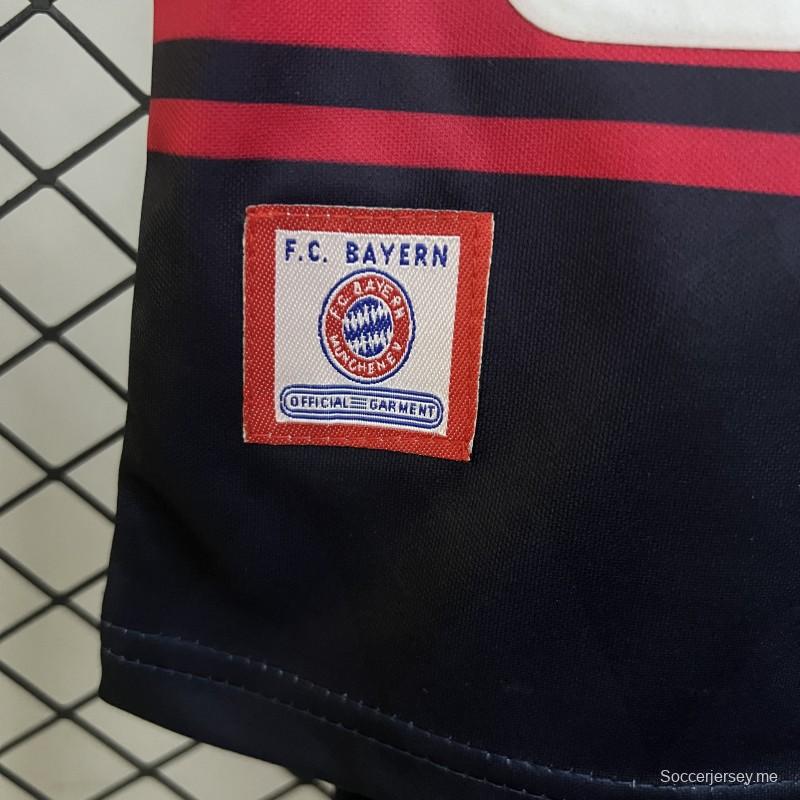 F.C. BAYERN
F.C. BAYERN
MÜNCHEN E.V.
OFFICIAL GARMENT
Soccerjersey.me